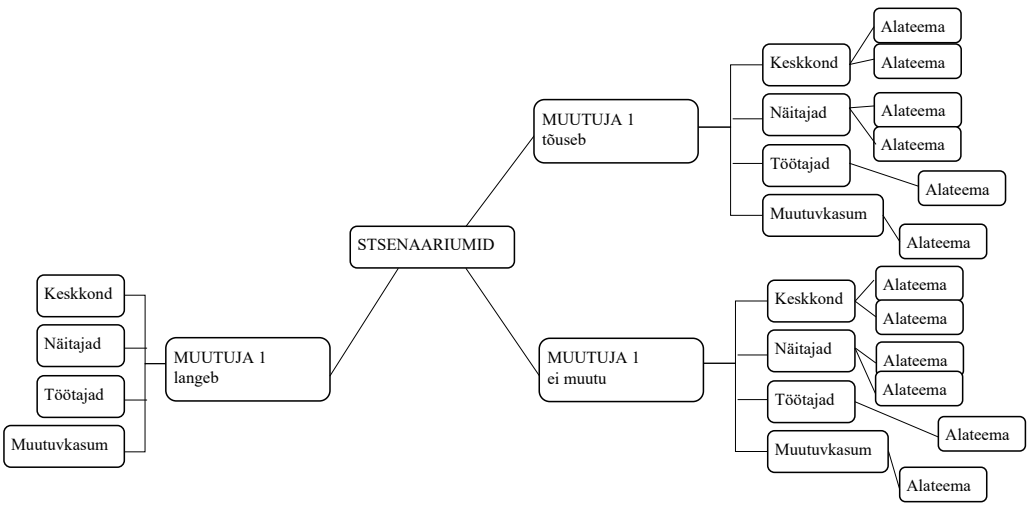 Alateema
Keskkond
Alateema
MUUTUJA 1
tõuseb
Näitajad
Alateema
Alateema
Töötajad
Alateema
Muutuvkasum
Alateema
STSENAARIUMID
Keskkond
Näitajad
Töötajad
Muutuvkasum
MUUTUJA 1
langeb
MUUTUJA 1
ei muutu
Keskkond
Alateema
Alateema
Näitajad
Alateema
Alateema
Töötajad
Alateema
Muutuvkasum
Alateema